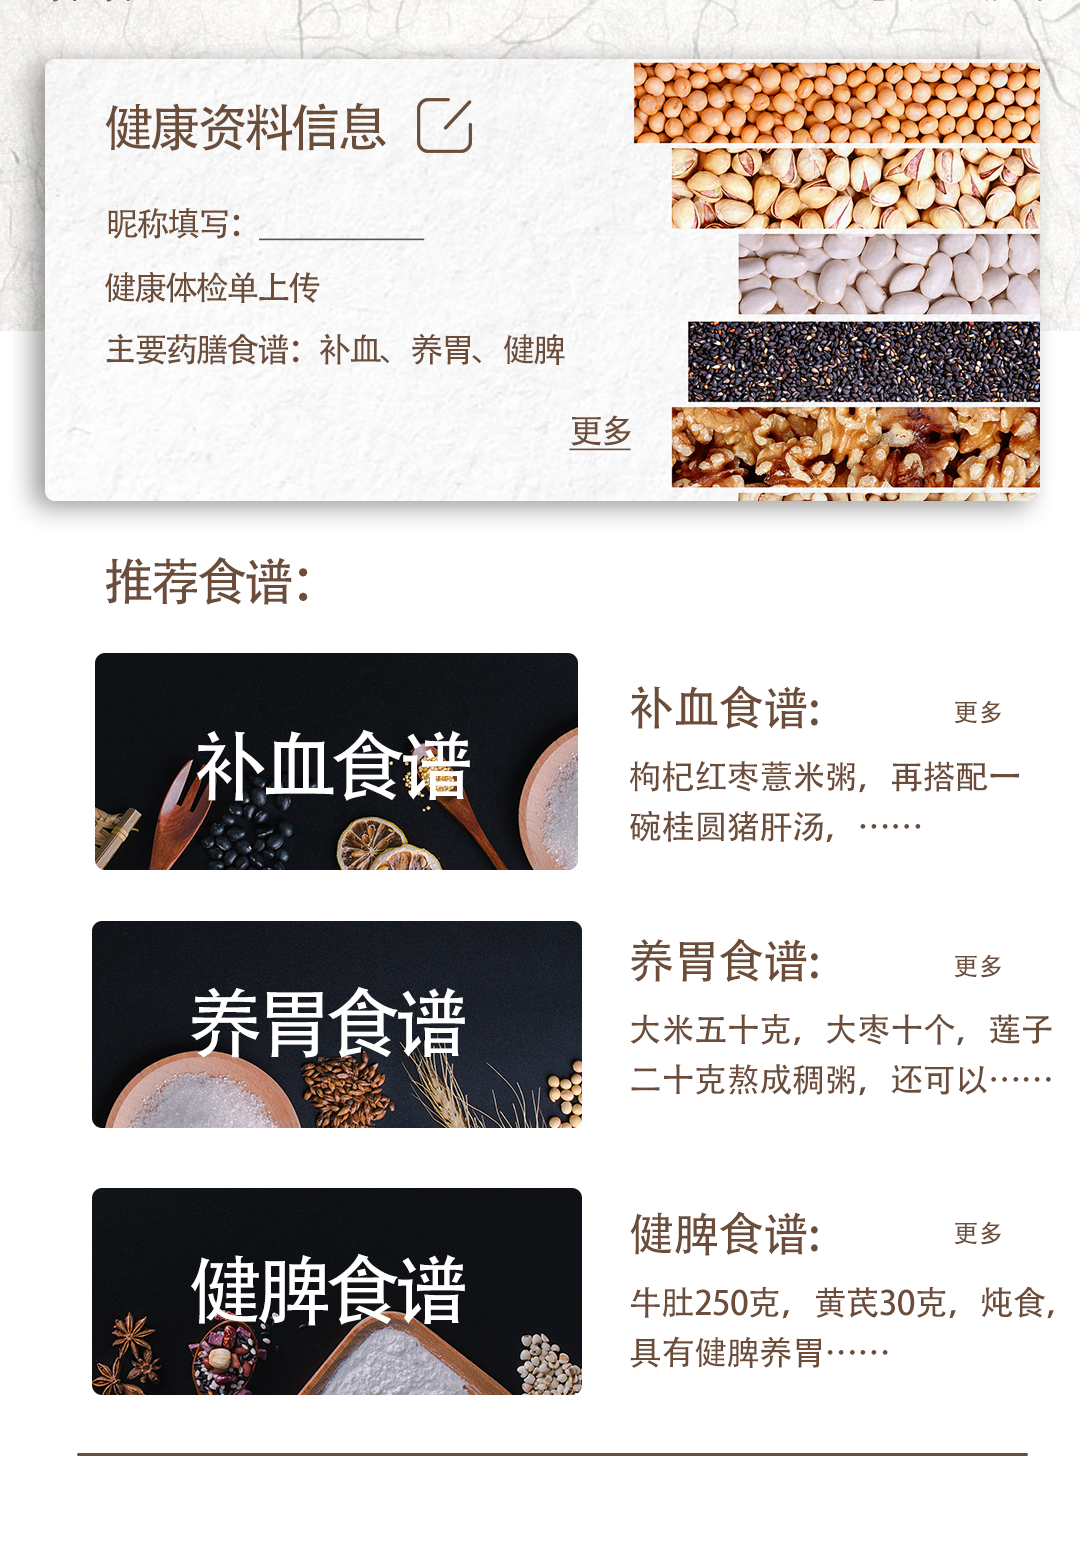 健康资料信息
昵称填写：__________
健康体检单上传
主要药膳食谱：补血、养胃、健脾
更多
推荐食谱：
补血食谱
补血食谱:
更多
枸杞红枣薏米粥，再搭配一
碗桂圆猪肝汤，……
养胃食谱
养胃食谱:
更多
大米五十克，大枣十个，莲子
二十克熬成稠粥，还可以……
健脾食谱
健脾食谱:
更多
牛肚250克，黄芪30克，炖食,
具有健脾养胃……